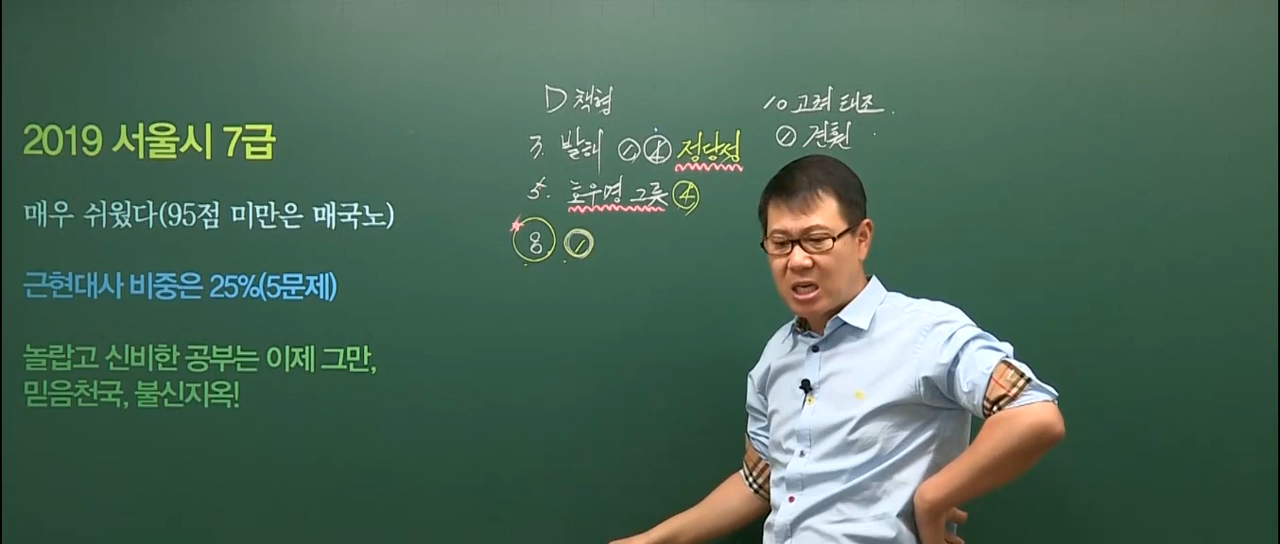 2019 서울시 7급
매우 쉬웠다(95점 미만은 매국노)
근현대사 비중은 25%(5문제)
놀랍고 신비한 공부는 이제 그만,
믿음천국, 불신지옥!
D 책형
3. 발해 ① ④ 정당성
5. 호우명 그릇 ④
8. ①
10 고려 태조.
① 견훤